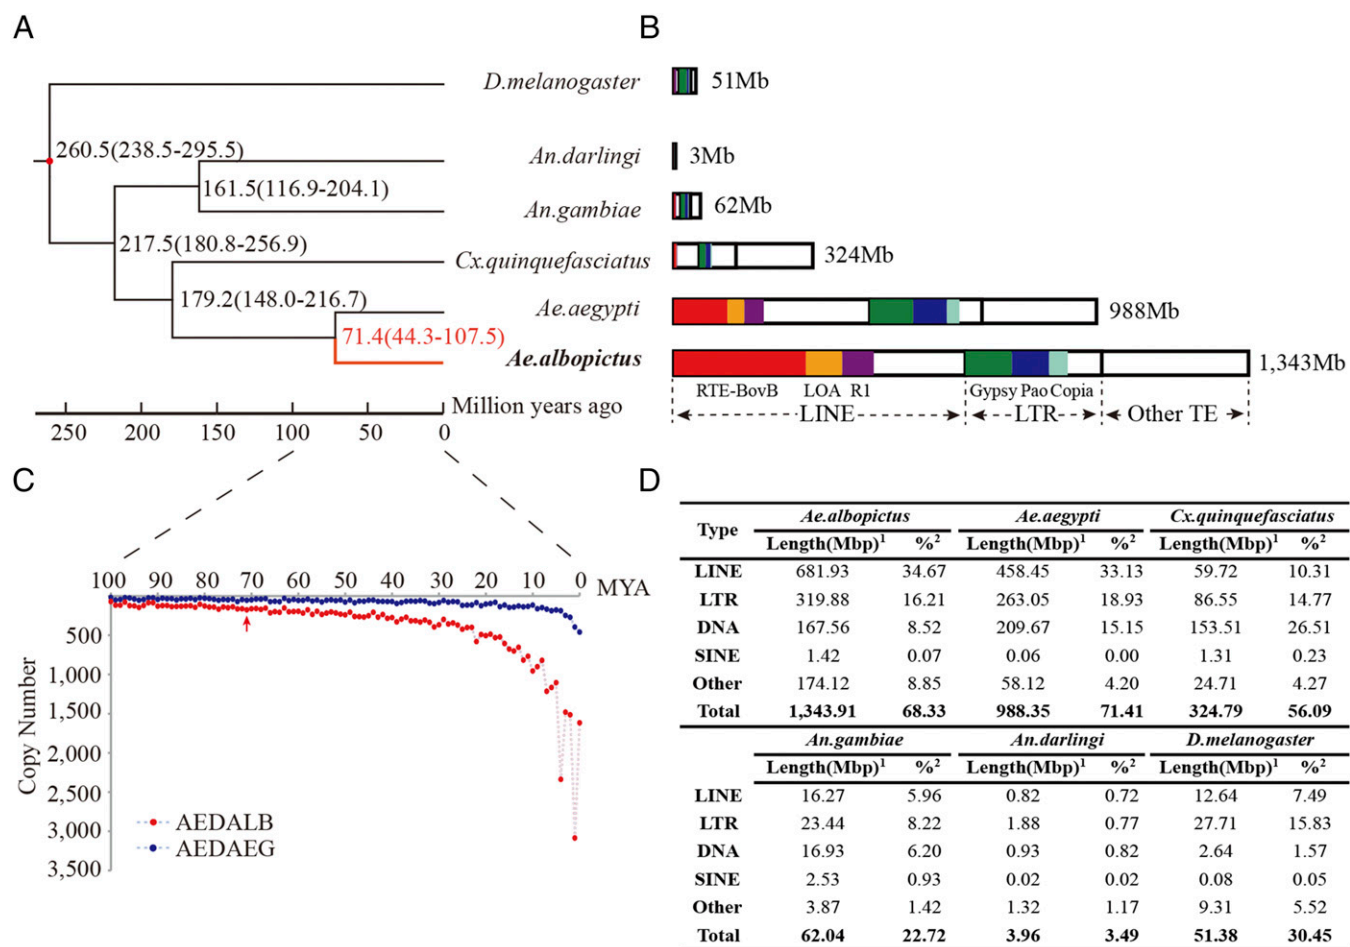 A
B
D.melanogaster
51Mb
260.5(238.5-295.5)
An.darlingi
3Mb
161.5(116.9-204.1)
An.gambiae
62Mb
217.5(180.8-256.9)
Cx.quinquefasciatus
324Mb
179.2(148.0-216.7)
Ae.aegypti
988Mb
71.4(44.3-107.5)
Ae.albopictus
1,343Mb
RTE-BovB LOA R1 Gypsy Pao Copia
LINE LTR Other TE
Million years ago
250 200 150 100 50 0
C
100 90 80 70 60 50 40 30 20 10 0 MYA
500
1,000
1,500
2,000
2,500
3,000
3,500
Copy Number
AEDALB
AEDAEG
D
Type Ae.albopictus Ae.aegypti Cx.quinquefasciatus
Length(Mbp)1 %2 Length(Mbp)1 %2 Length(Mbp)1 %2
LINE 681.93 34.67 458.45 33.13 59.72 10.31
LTR 319.88 16.21 263.05 18.93 86.55 14.77
DNA 167.56 8.52 209.67 15.15 153.51 26.51
SINE 1.42 0.07 0.06 0.00 1.31 0.23
Other 174.12 8.85 58.12 4.20 24.71 4.27
Total 1,343.91 68.33 988.35 71.41 324.79 56.09
An.gambiae An.darlingi D.melanogaster
Length(Mbp)1 %2 Length(Mbp)1 %2 Length(Mbp)1 %2
LINE 16.27 5.96 0.82 0.72 12.64 7.49
LTR 23.44 8.22 1.88 0.77 27.71 15.83
DNA 16.93 6.20 0.93 0.82 2.64 1.57
SINE 2.53 0.93 0.02 0.02 0.08 0.05
Other 3.87 1.42 1.32 1.17 9.31 5.52
Total 62.04 22.72 3.96 3.49 51.38 30.45